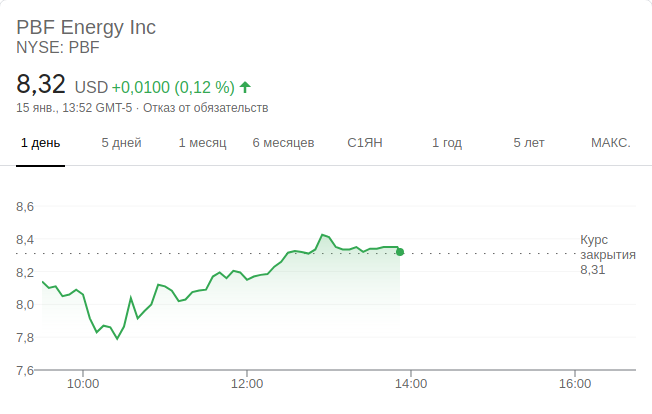 PBF Energy Inc
NYSE: PBF
8,32 USD +0,0100 (0,12 %)
15 янв., 13:52 GMT-5 · Отказ от обязательств
1 день 5 дней 1 месяц 6 месяцев С1ЯН 1 год 5 лет МАКС.
8,6
8,4
8,2
8,0
7,8
7,6
Курс
закрытия
8,31
10:00 12:00 14:00 16:00